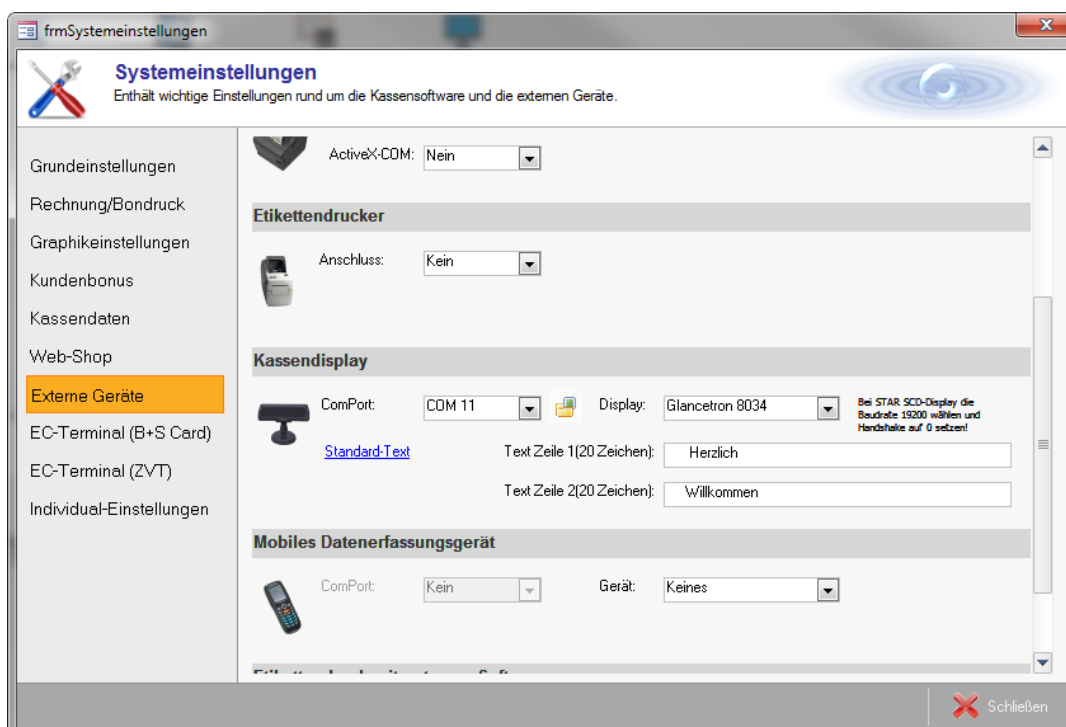 frmSystemeinstellungen
Systemeinstellungen
Enthält wichtige Einstellungen rund um die Kassensoftware und die externen Geräte.
Grundeinstellungen
Rechnung/Bondruck
Graphikeinstellungen
Kundenbonus
Kassendaten
Web-Shop
Externe Geräte
EC-Terminal (B+S Card)
EC-Terminal (ZVT)
Individual-Einstellungen
ActiveX-COM: Nein
Etikettendrucker
Anschluss: Kein
Kassendisplay
ComPort: COM 11 Display: Glancetron 8034
Bei STAR SCD-Display die
Baudrate 19200 wählen und
Handshake auf 0 setzen!
Standard-Text Text Zeile 1(20 Zeichen): Herzlich
Text Zeile 2(20 Zeichen): Willkommen
Mobiles Datenerfassungsgerät
ComPort: Kein Gerät: Keines
Schließen